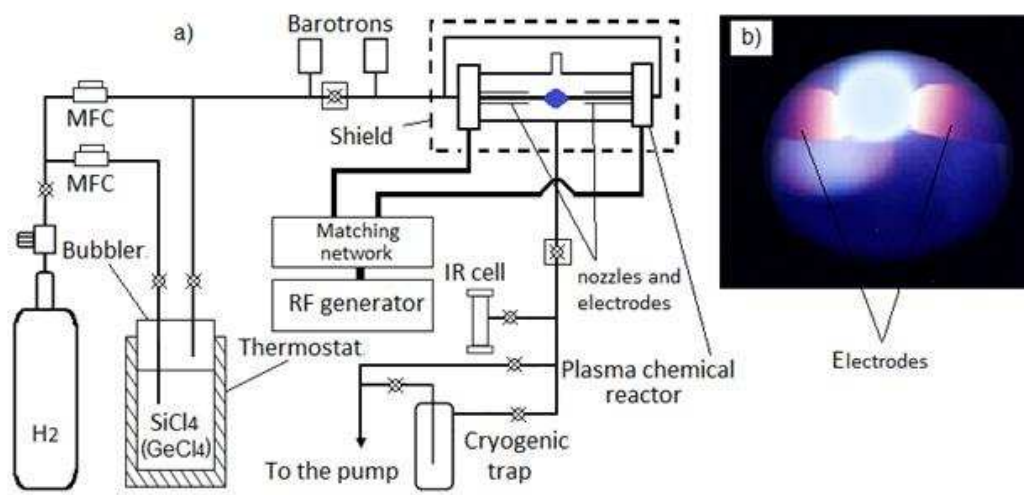 a)
Barotrons
b)
MFC
Shield
MFC
Bubbler
Matching
network
IR cell
nozzles and
electrodes
RF generator
Thermostat
Plasma chemical
reactor
Electrodes
H2
SiCl4
(GeCl4)
To the pump
Cryogenic
trap